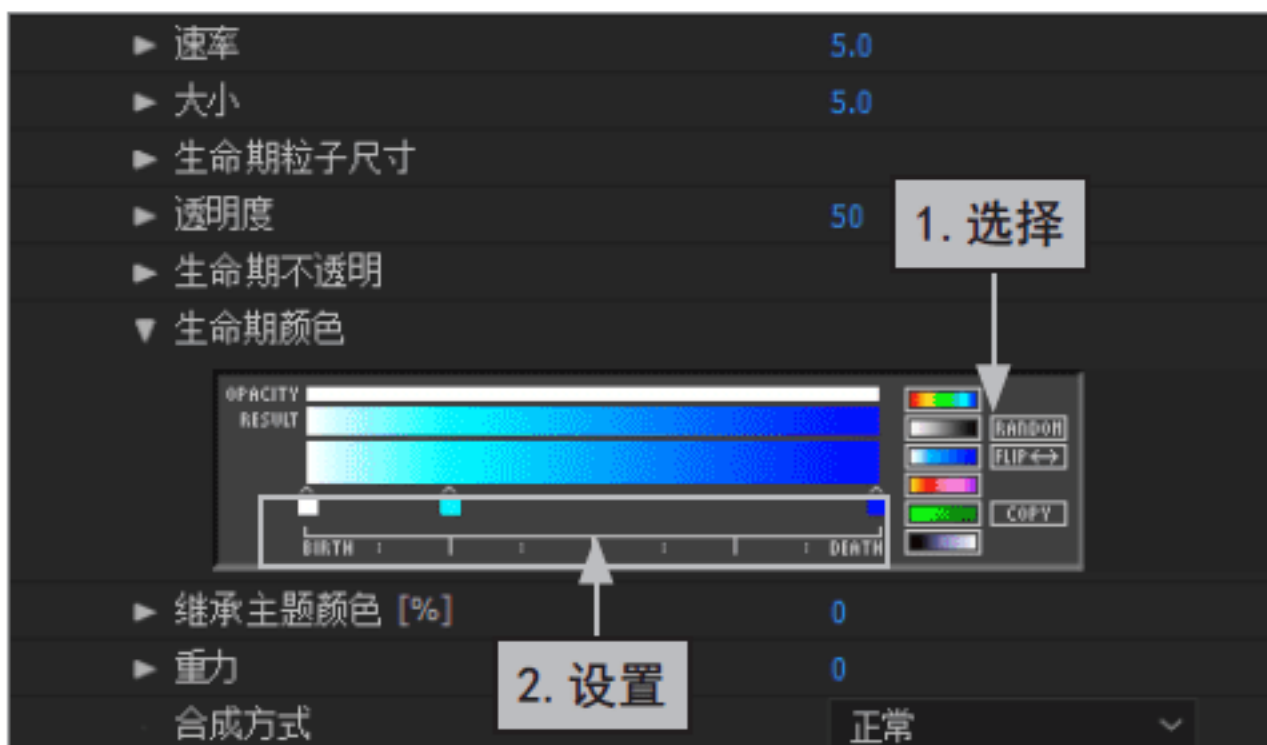 速率 5.0
大小 5.0
生命期粒子尺寸
透明度 50
1. 选择
生命期不透明
生命期颜色
OPACITY
RESULT
RANDOM
FLIP
COPY
BIRTH DEATH
继承主题颜色 [%] 0
重力 0
2. 设置
合成方式 正常